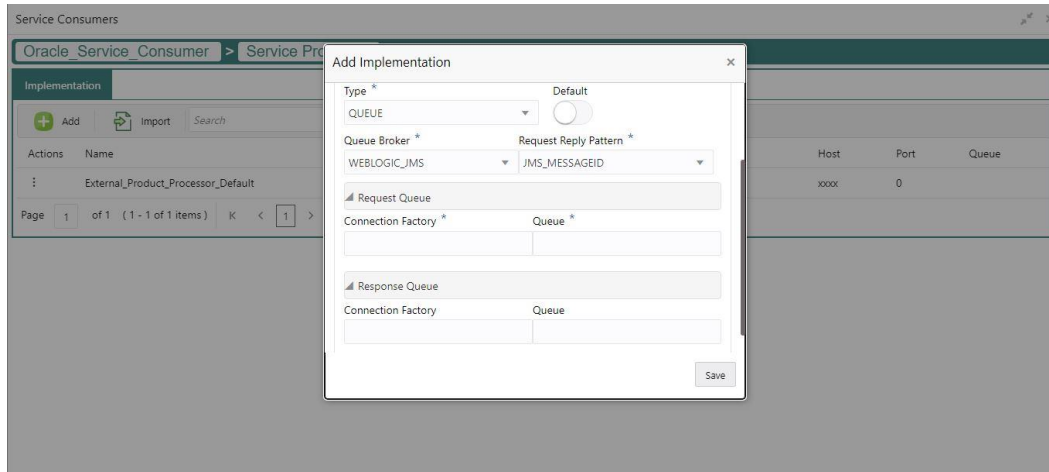 Service Consumers
Oracle_Service_Consumer > Service Pro
Implementation
Add Import Search
Actions Name Host Port Queue
External_Product_Processor_Default xxxx 0
Page 1 of 1 (1 - 1 of 1 items) K < 1 >
Add Implementation ×
Type * Default
QUEUE
Queue Broker * Request Reply Pattern *
WEBLOGIC_JMS JMS_MESSAGEID
Request Queue
Connection Factory * Queue *
Response Queue
Connection Factory Queue
Save